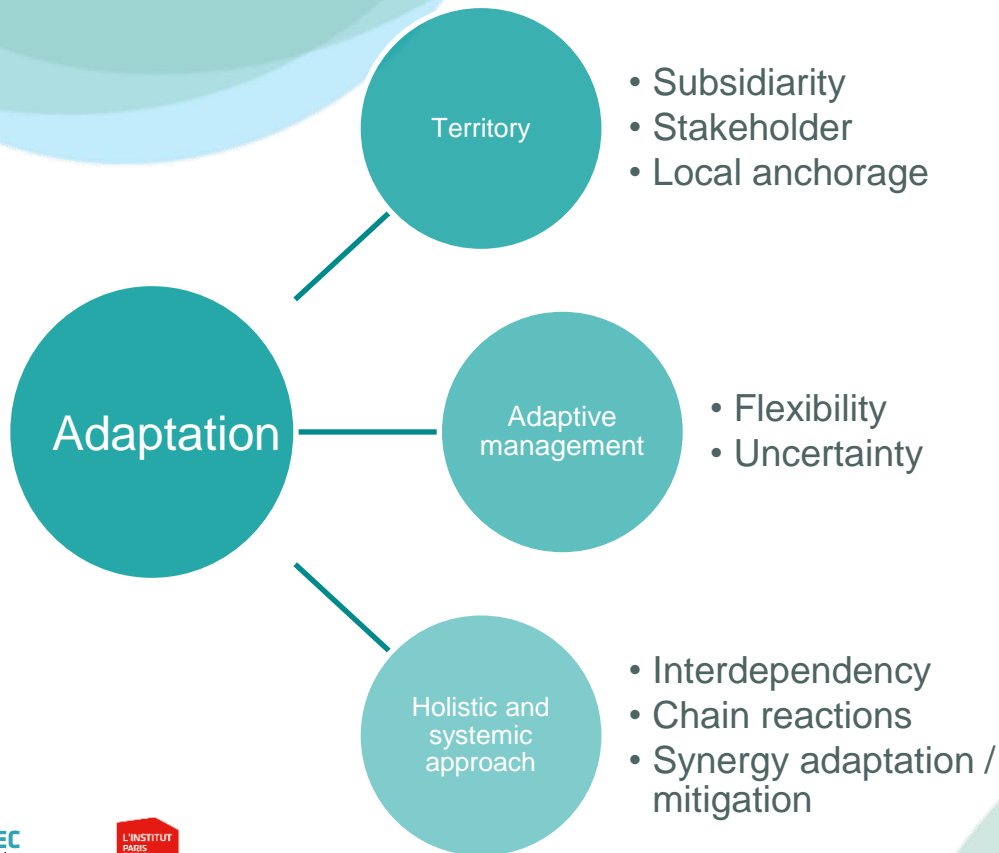 Territory
• Subsidiarity
• Stakeholder
• Local anchorage
Adaptation
Adaptive
management
• Flexibility
• Uncertainty
Holistic and
systemic
approach
• Interdependency
• Chain reactions
• Synergy adaptation /
mitigation
EC
L'INSTITUT
PARIS